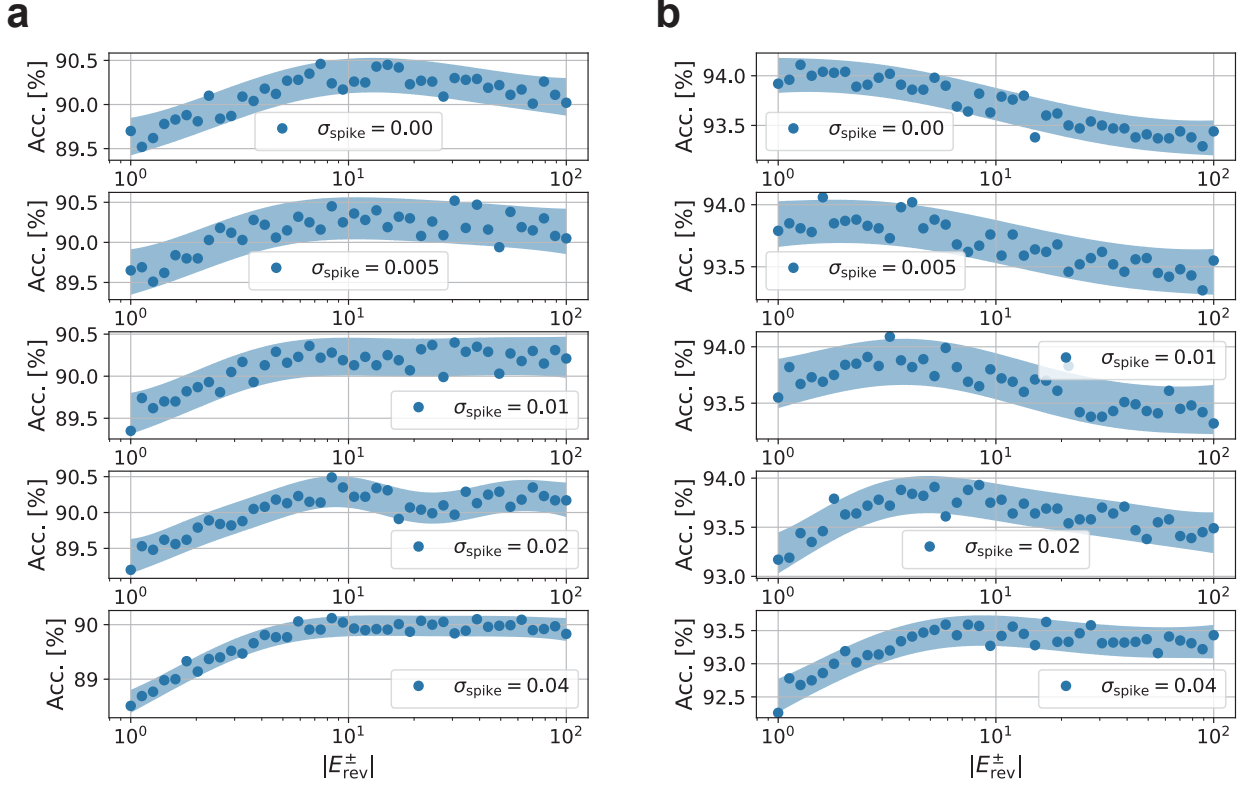 a
b
Acc. [%]
90.5
90.0
89.5
σspike = 0.00
10^0
10^1
10^2
Acc. [%]
94.0
93.5
σspike = 0.00
10^0
10^1
10^2
Acc. [%]
90.5
90.0
89.5
σspike = 0.005
10^0
10^1
10^2
Acc. [%]
94.0
93.5
σspike = 0.005
10^0
10^1
10^2
Acc. [%]
90.5
90.0
89.5
σspike = 0.01
10^0
10^1
10^2
Acc. [%]
94.0
93.5
σspike = 0.01
10^0
10^1
10^2
Acc. [%]
90.5
90.0
89.5
σspike = 0.02
10^0
10^1
10^2
Acc. [%]
94.0
93.5
93.0
σspike = 0.02
10^0
10^1
10^2
Acc. [%]
90
89
σspike = 0.04
10^0
10^1
10^2
|E±rev|
Acc. [%]
93.5
93.0
92.5
σspike = 0.04
10^0
10^1
10^2
|E±rev|